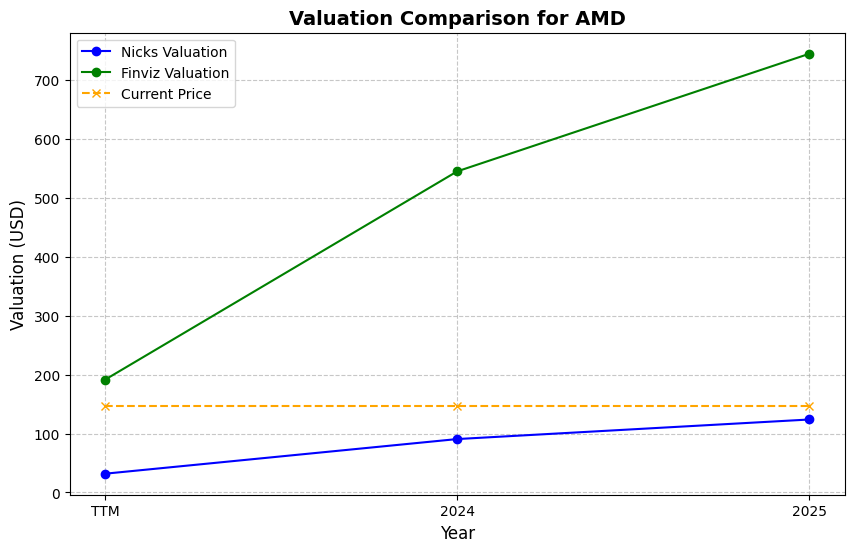 Valuation Comparison for AMD
Nicks Valuation
Finviz Valuation
Current Price
Valuation (USD)
700
600
500
400
300
200
100
0
TTM 2024 2025
Year